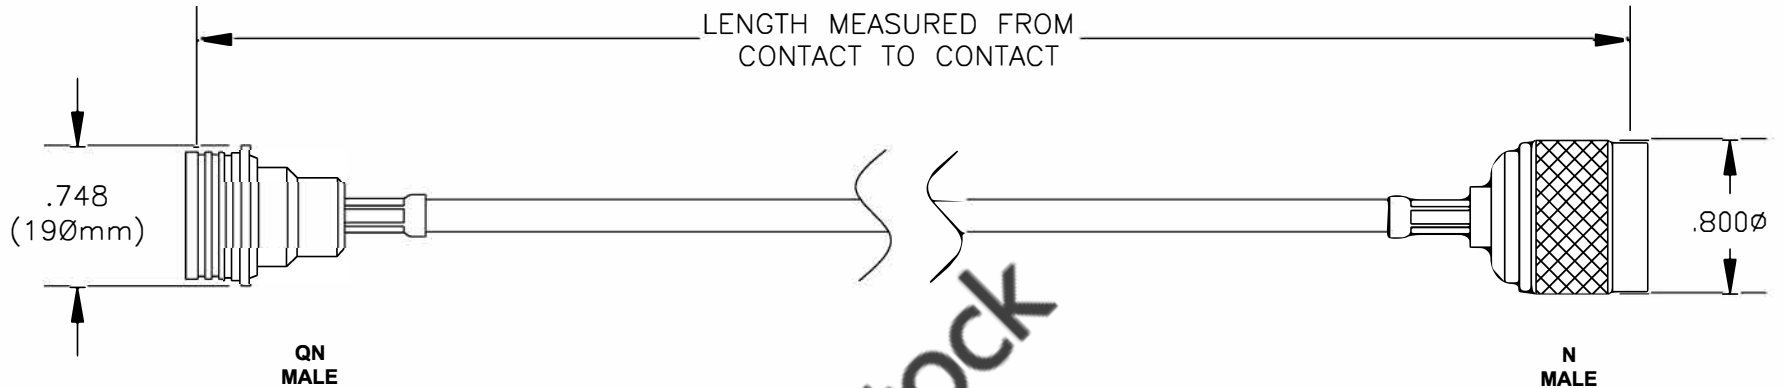 LENGTH MEASURED FROM
CONTACT TO CONTACT
.748
(19Ømm)
.800Ø
QN
MALE
N
MALE